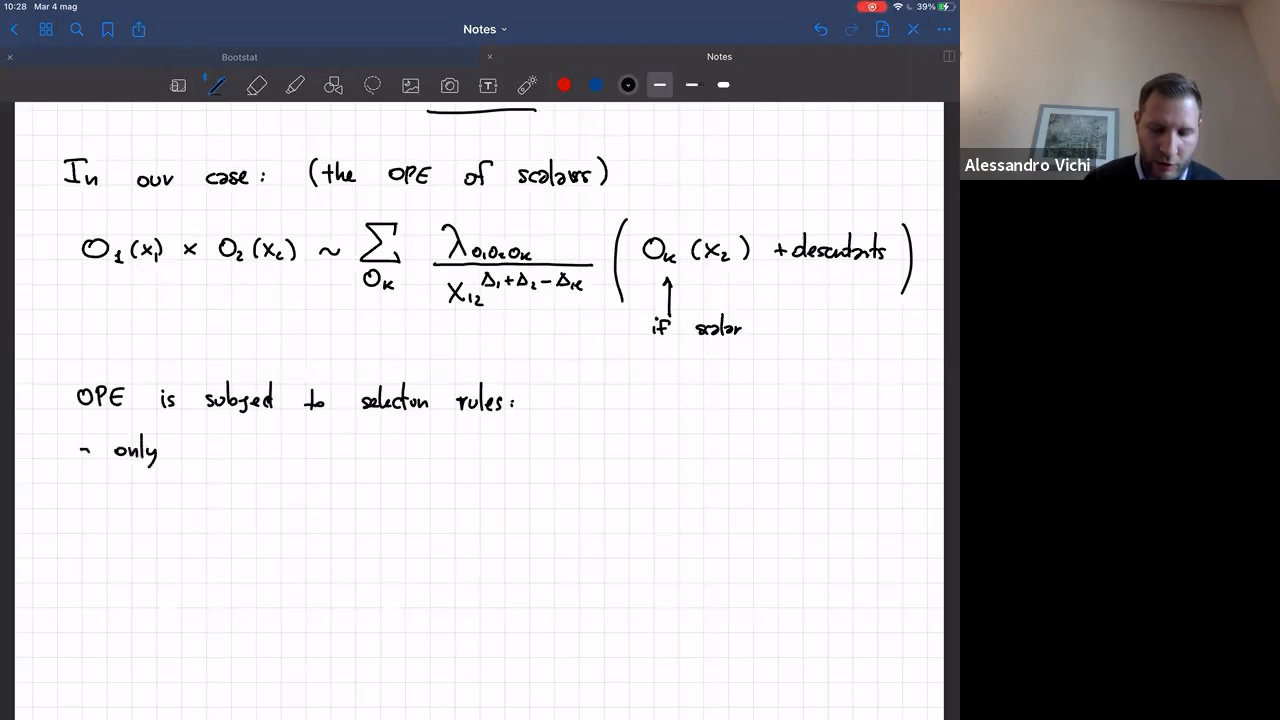 10:28 Mar 4 mag
39%
Notes
Bootstat
Notes
In our case: (the OPE of scalars)
O₁(x₁) × O₂(x₂) ~ ∑_{Oₖ} λ_{O₁O₂Oₖ} / x₁₂^{Δ₁+Δ₂-Δₖ} ( Oₖ(x₂) + descendants )
if scalar
OPE is subject to selection rules:
- only
Alessandro Vichi